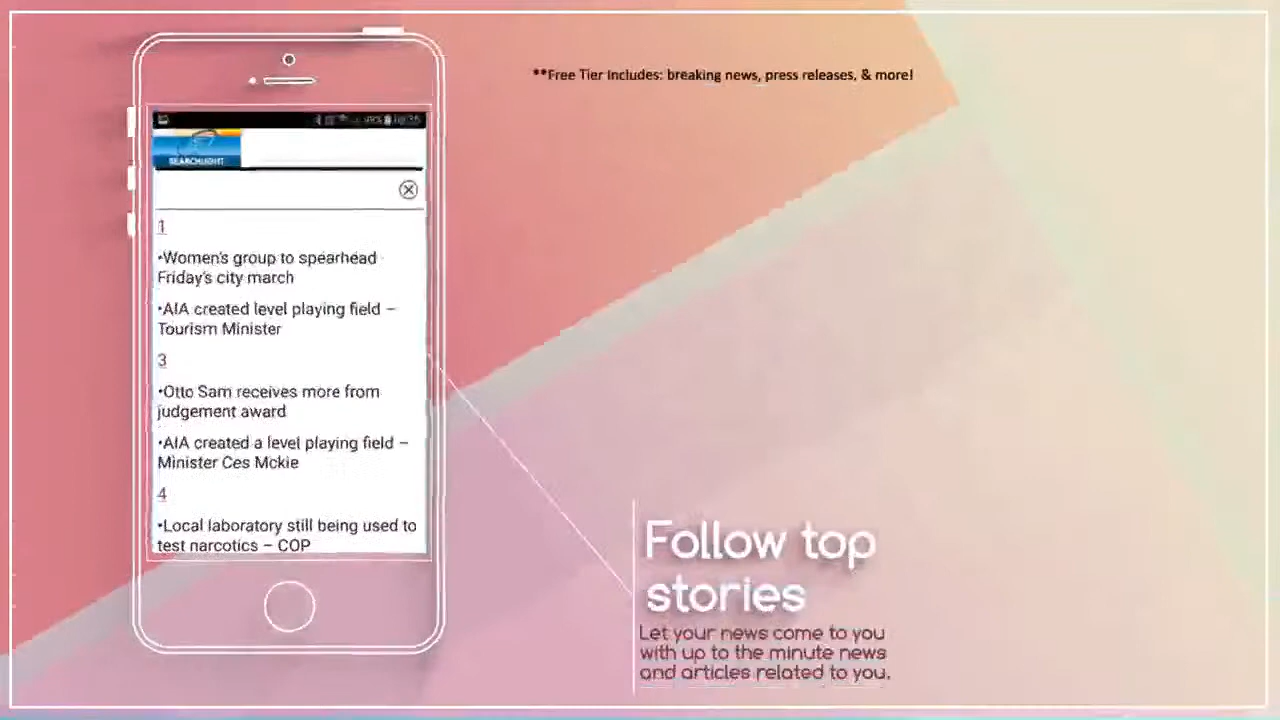 **Free Tier Includes: breaking news, press releases, & more!
SEARCHLIGHT
1
•Women's group to spearhead
Friday's city march
•AIA created level playing field –
Tourism Minister
3
•Otto Sam receives more from
judgement award
•AIA created a level playing field –
Minister Ces Mckie
4
•Local laboratory still being used to
test narcotics – COP
Follow top
stories
Let your news come to you
with up to the minute news
and articles related to you.